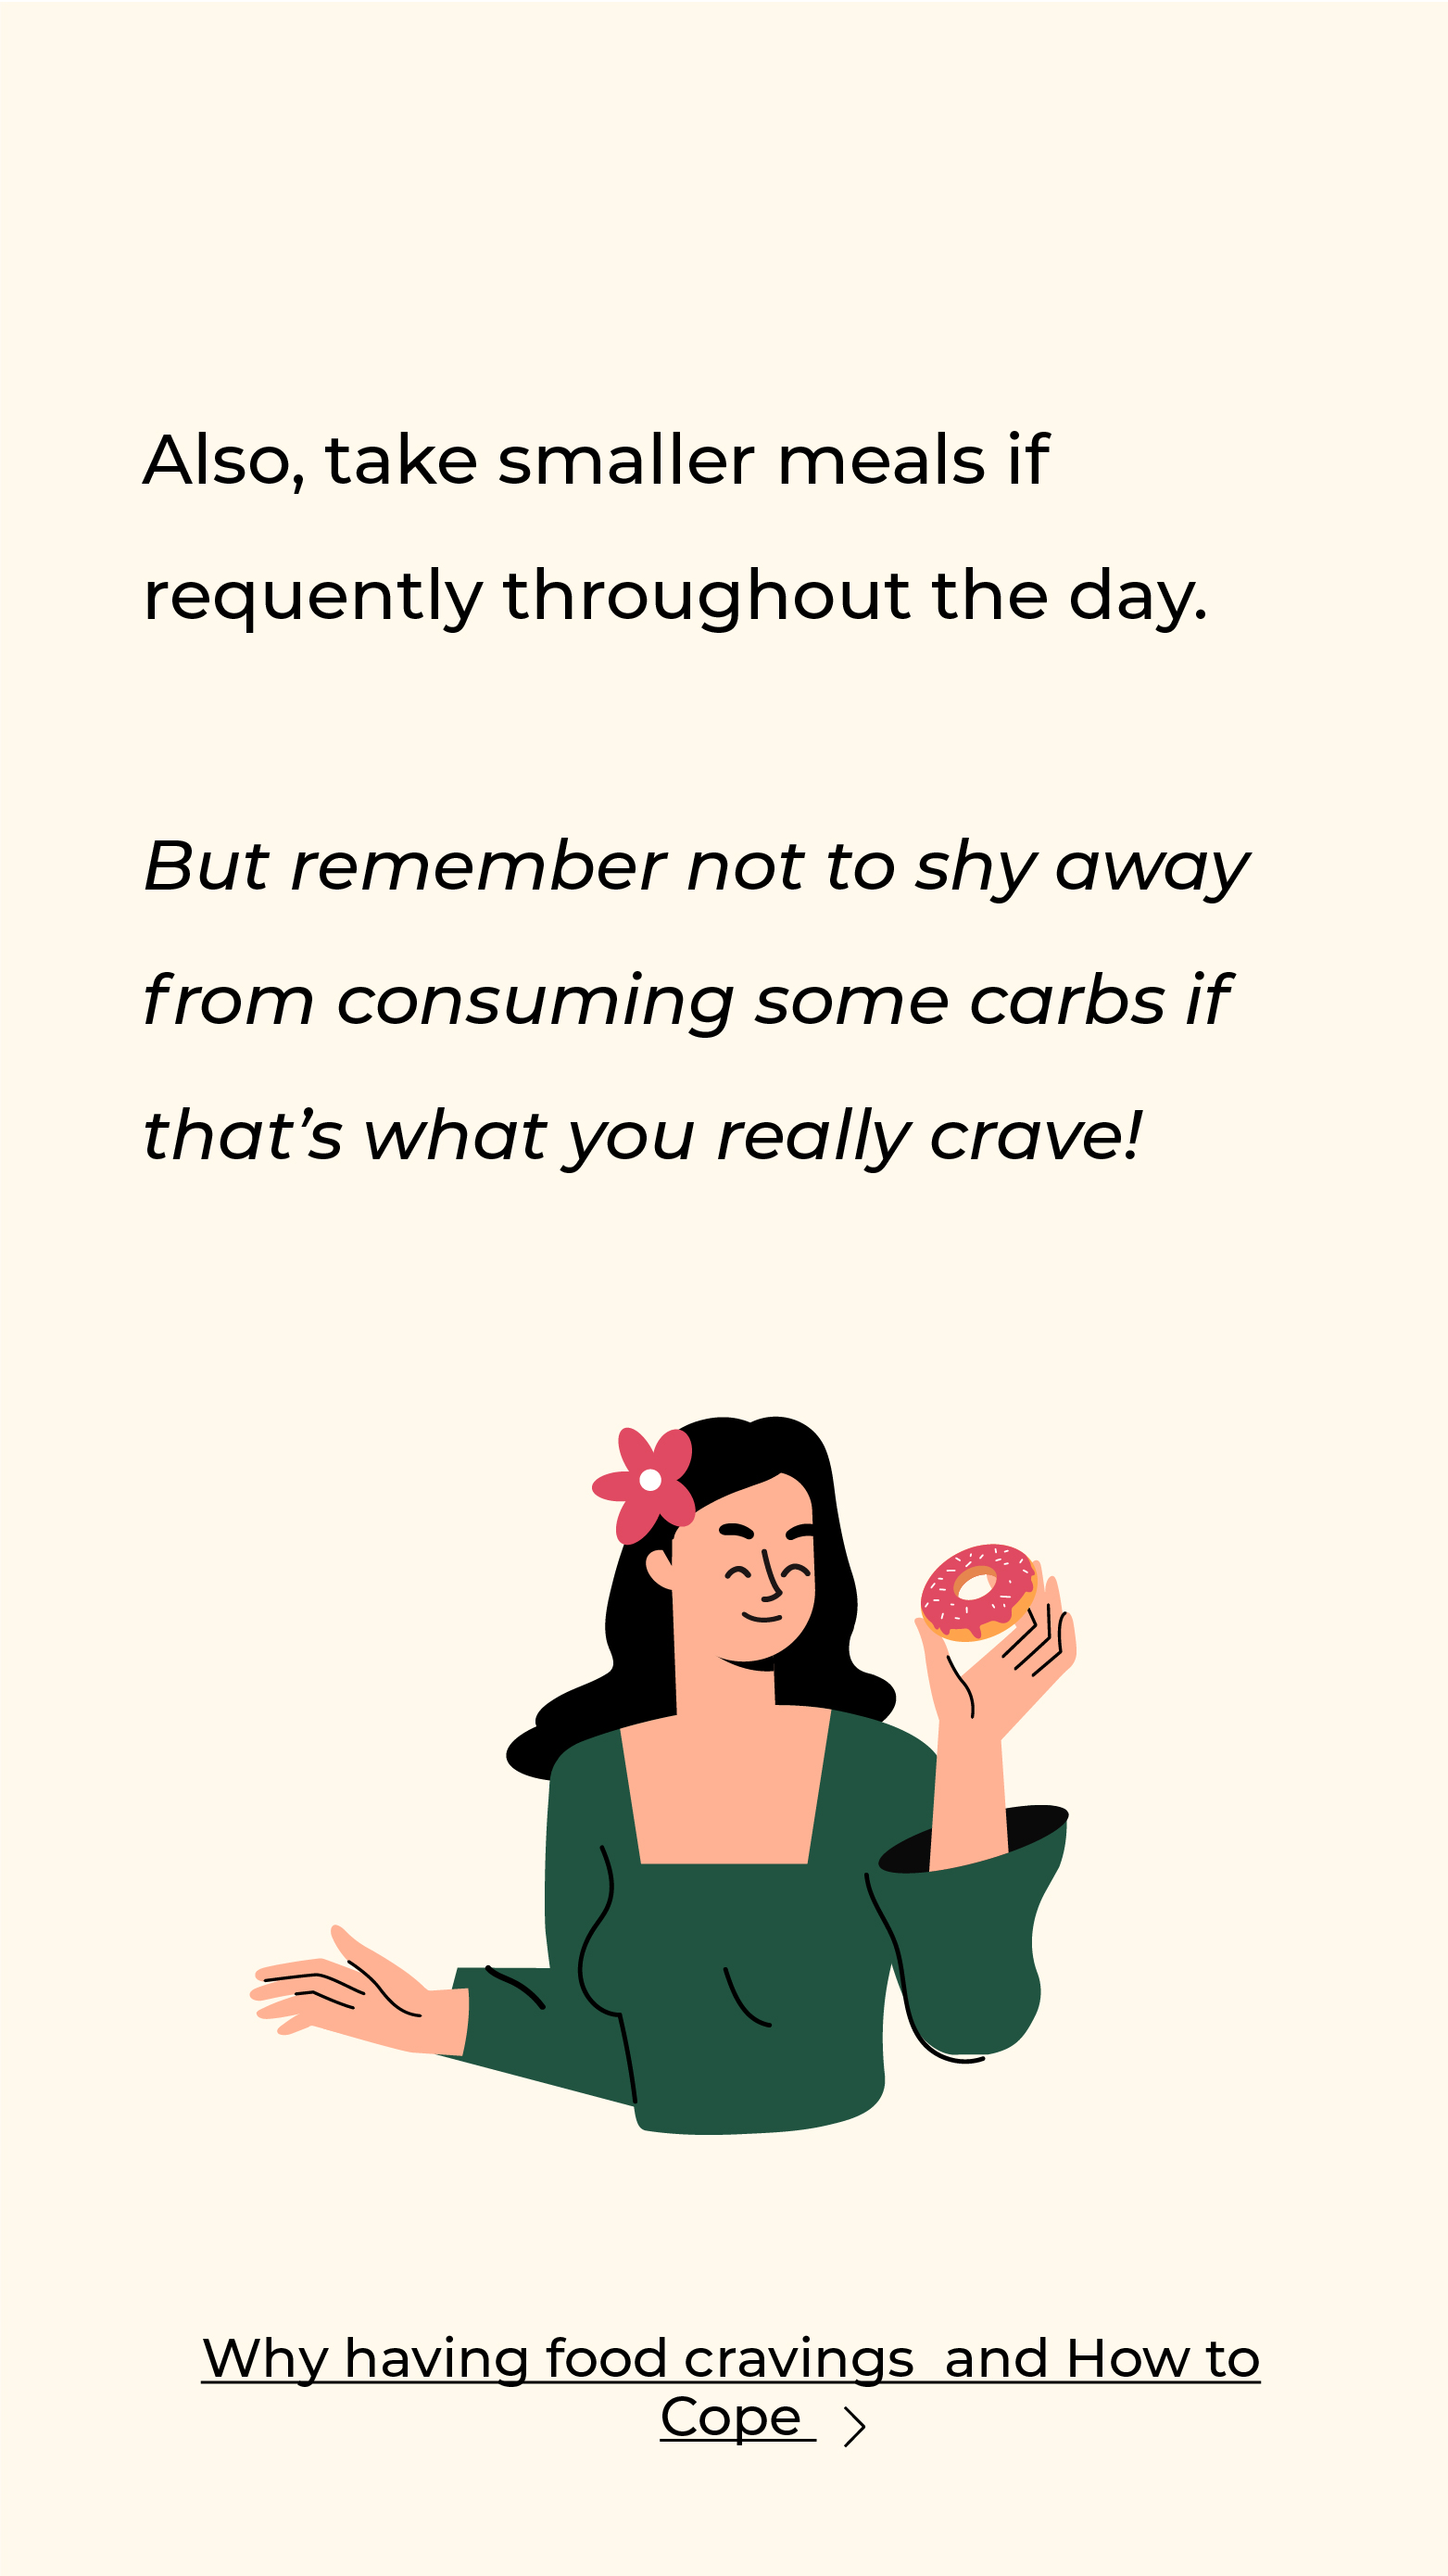 Also, take smaller meals if
requently throughout the day.
But remember not to shy away
from consuming some carbs if
that’s what you really crave!
Why having food cravings  and How to
Cope